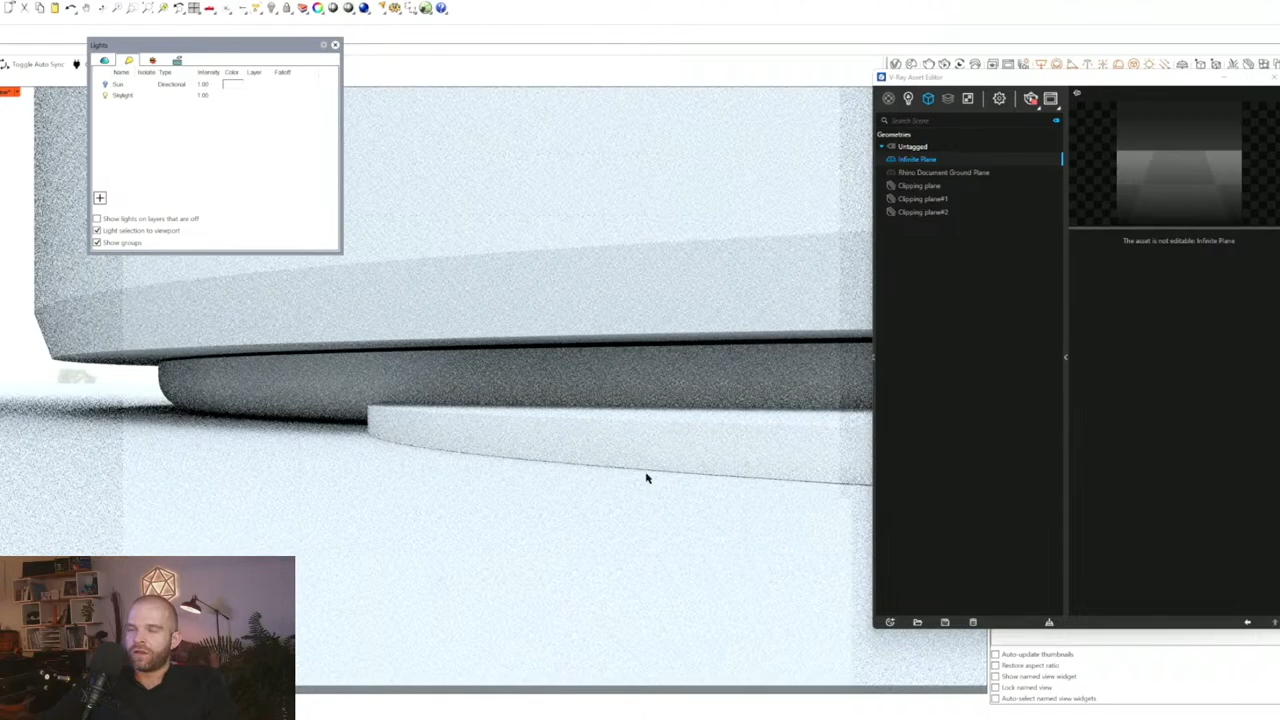 Toggle Auto Sync
Lights
Name Isolate Type Intensity Color Layer Falloff
Sun Directional 1.00
Skylight 1.00
Show lights on layers that are off
Light selection to viewport
Show groups
V-Ray Asset Editor
Search Scene
Geometries
Untagged
Infinite Plane
Rhino Document Ground Plane
Clipping plane
Clipping plane#1
Clipping plane#2
The asset is not editable: Infinite Plane
Auto-update thumbnails
Restore aspect ratio
Show named view widget
Lock named view
Auto-select named view widgets